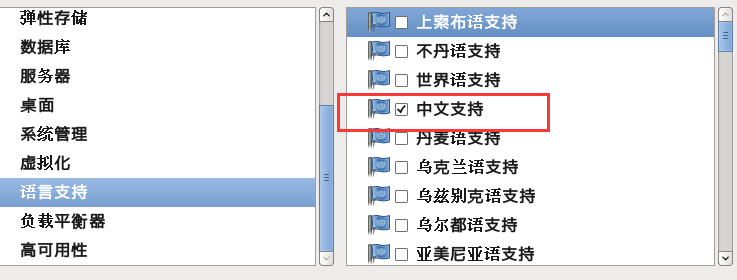 弹性存储
数据库
服务器
桌面
系统管理
虚拟化
语言支持
负载平衡器
高可用性
上索布语支持
不丹语支持
世界语支持
中文支持
丹麦语支持
乌克兰语支持
乌兹别克语支持
乌尔都语支持
亚美尼亚语支持